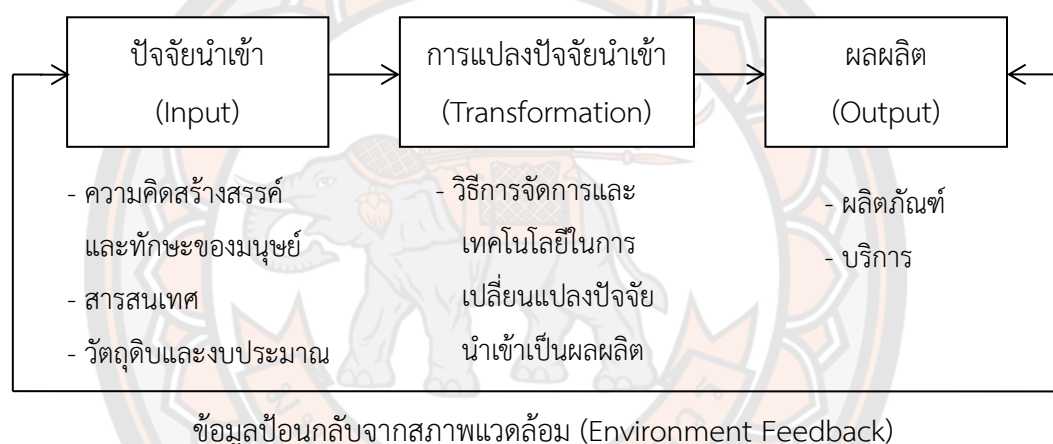 ปัจจัยนำเข้า
(Input)
การแปลงปัจจัยนำเข้า
(Transformation)
ผลผลิต
(Output)
- ความคิดสร้างสรรค์
และทักษะของมนุษย์
- สารสนเทศ
- วัตถุดิบและงบประมาณ
- วิธีการจัดการและ
เทคโนโลยีในการ
เปลี่ยนแปลงปัจจัย
นำเข้าเป็นผลผลิต
- ผลิตภัณฑ์
- บริการ
ข้อมูลป้อนกลับจากสภาพแวดล้อม (Environment Feedback)